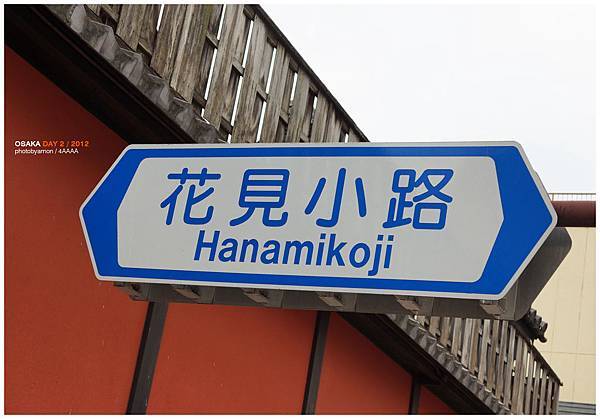 OSAKA DAY 2 / 2012
photobyamon / 4AAAA
花見小路
Hanamikoji